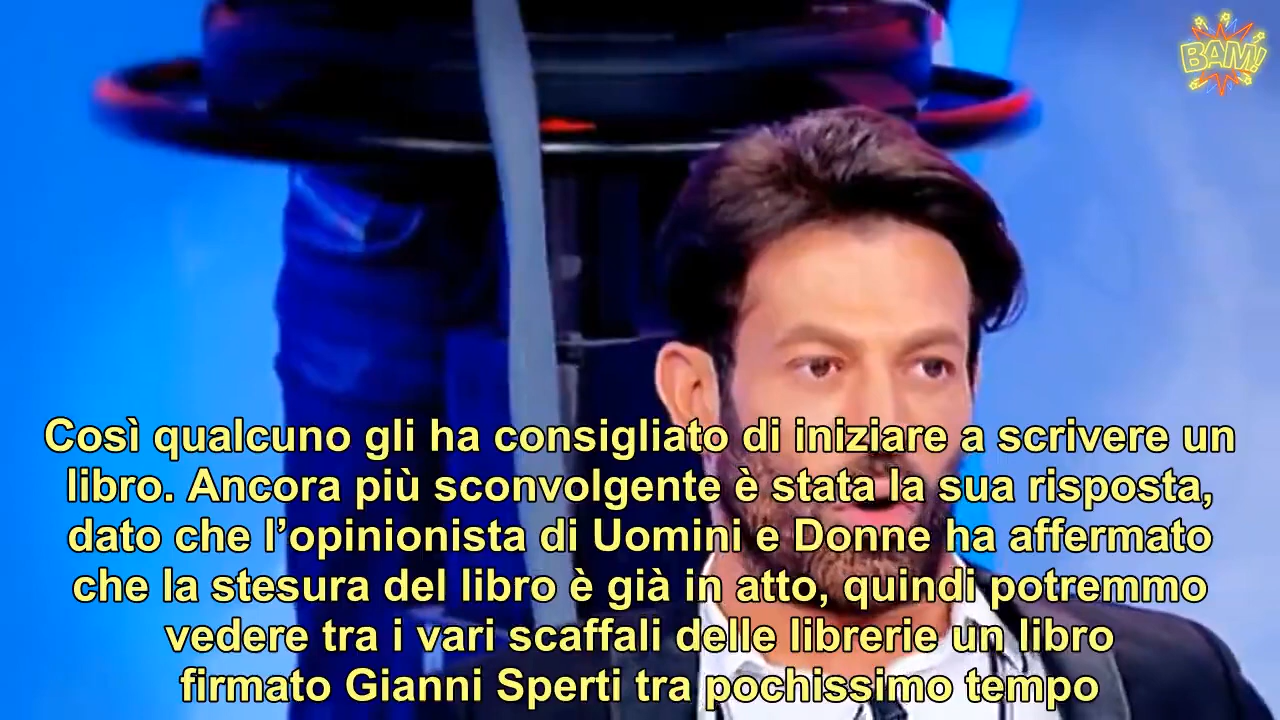 BAM!
Così qualcuno gli ha consigliato di iniziare a scrivere un
libro. Ancora più sconvolgente è stata la sua risposta,
dato che l’opinionista di Uomini e Donne ha affermato
che la stesura del libro è già in atto, quindi potremmo
vedere tra i vari scaffali delle librerie un libro
firmato Gianni Sperti tra pochissimo tempo